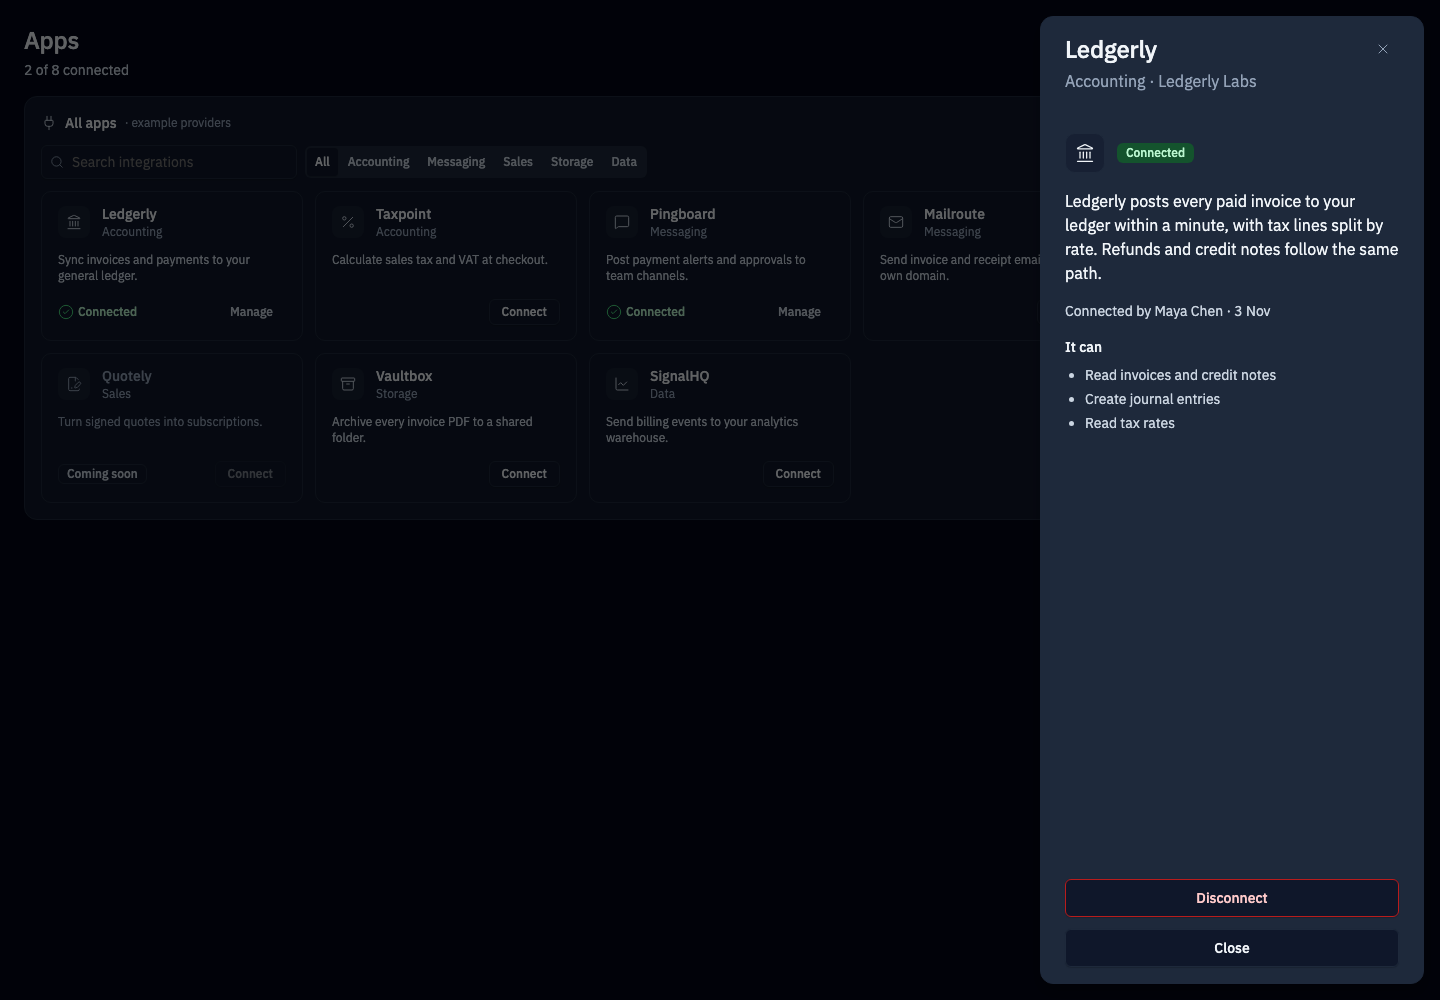 Apps
2 of 8 connected
All apps · example providers
Search integrations
All Accounting Messaging Sales Storage Data
Ledgerly
Accounting
Sync invoices and payments to your
general ledger.
Connected Manage
Taxpoint
Accounting
Calculate sales tax and VAT at checkout.
Connect
Pingboard
Messaging
Post payment alerts and approvals to
team channels.
Connected Manage
Mailroute
Messaging
Send invoice and receipt
own domain.
Quotely
Sales
Turn signed quotes into subscriptions.
Coming soon Connect
Vaultbox
Storage
Archive every invoice PDF to a shared
folder.
Connect
SignalHQ
Data
Send billing events to your analytics
warehouse.
Connect
Ledgerly
Accounting · Ledgerly Labs
Connected
Ledgerly posts every paid invoice to your
ledger within a minute, with tax lines split by
rate. Refunds and credit notes follow the same
path.
Connected by Maya Chen · 3 Nov
It can
• Read invoices and credit notes
• Create journal entries
• Read tax rates
Disconnect
Close